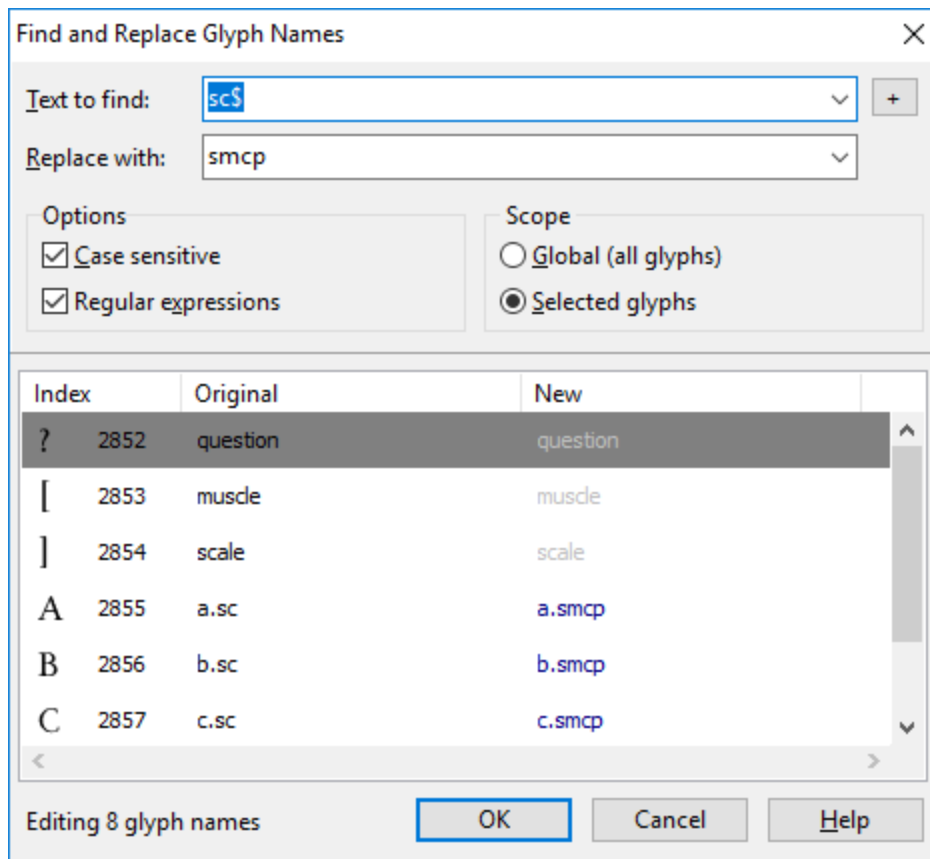 Find and Replace Glyph Names
Text to find: sc$ +
Replace with: smcp
Options Scope
Case sensitive Global (all glyphs)
Regular expressions Selected glyphs
Index Original New
? 2852 question question
[ 2853 muscle muscle
] 2854 scale scale
A 2855 a.sc a.smcp
B 2856 b.sc b.smcp
C 2857 c.sc c.smcp
Editing 8 glyph names OK Cancel Help